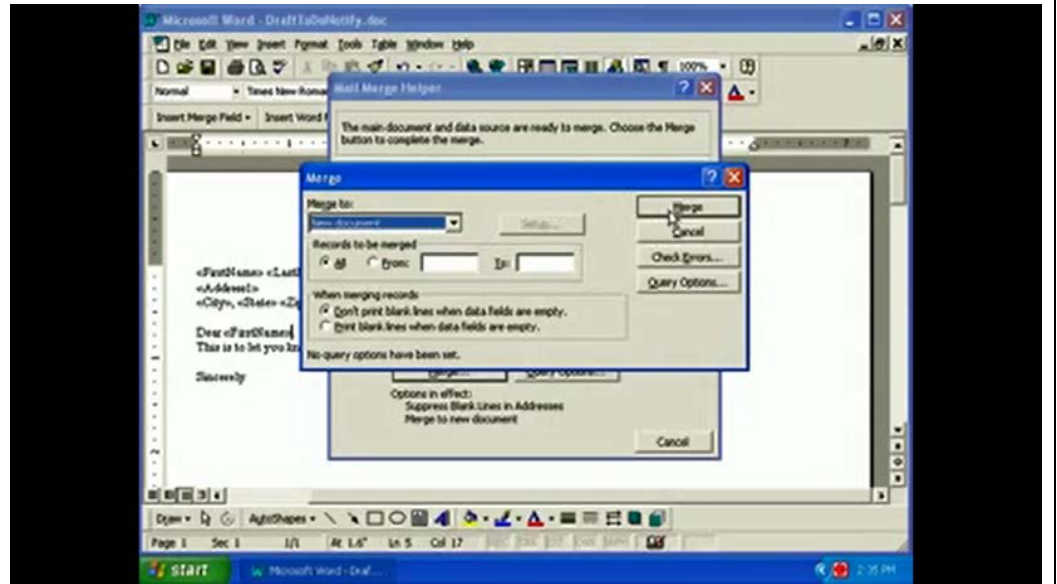 Microsoft Word - DraftToDoNotify.doc
File Edit View Insert Format Tools Table Window Help
100%
Normal Times New Roman
Insert Merge Field Insert Word
Mail Merge Helper
The main document and data source are ready to merge. Choose the Merge
button to complete the merge.
Merge
Merge to:
New document
Setup...
Records to be merged
All From: To:
When merging records
Don't print blank lines when data fields are empty.
Print blank lines when data fields are empty.
No query options have been set.
Merge
Cancel
Check Errors...
Query Options...
«FirstName» «Last
«Address1»
«City», «State» «Zip
Dear «FirstName»
This is to let you kn
Sincerely
Merge... Query Options...
Options in effect:
Suppress Blank Lines in Addresses
Merge to new document
Cancel
Draw AutoShapes
Page 1 Sec 1 1/1 At 1.6" Ln 5 Col 17
start
Microsoft Word - Draf...
2:35 PM